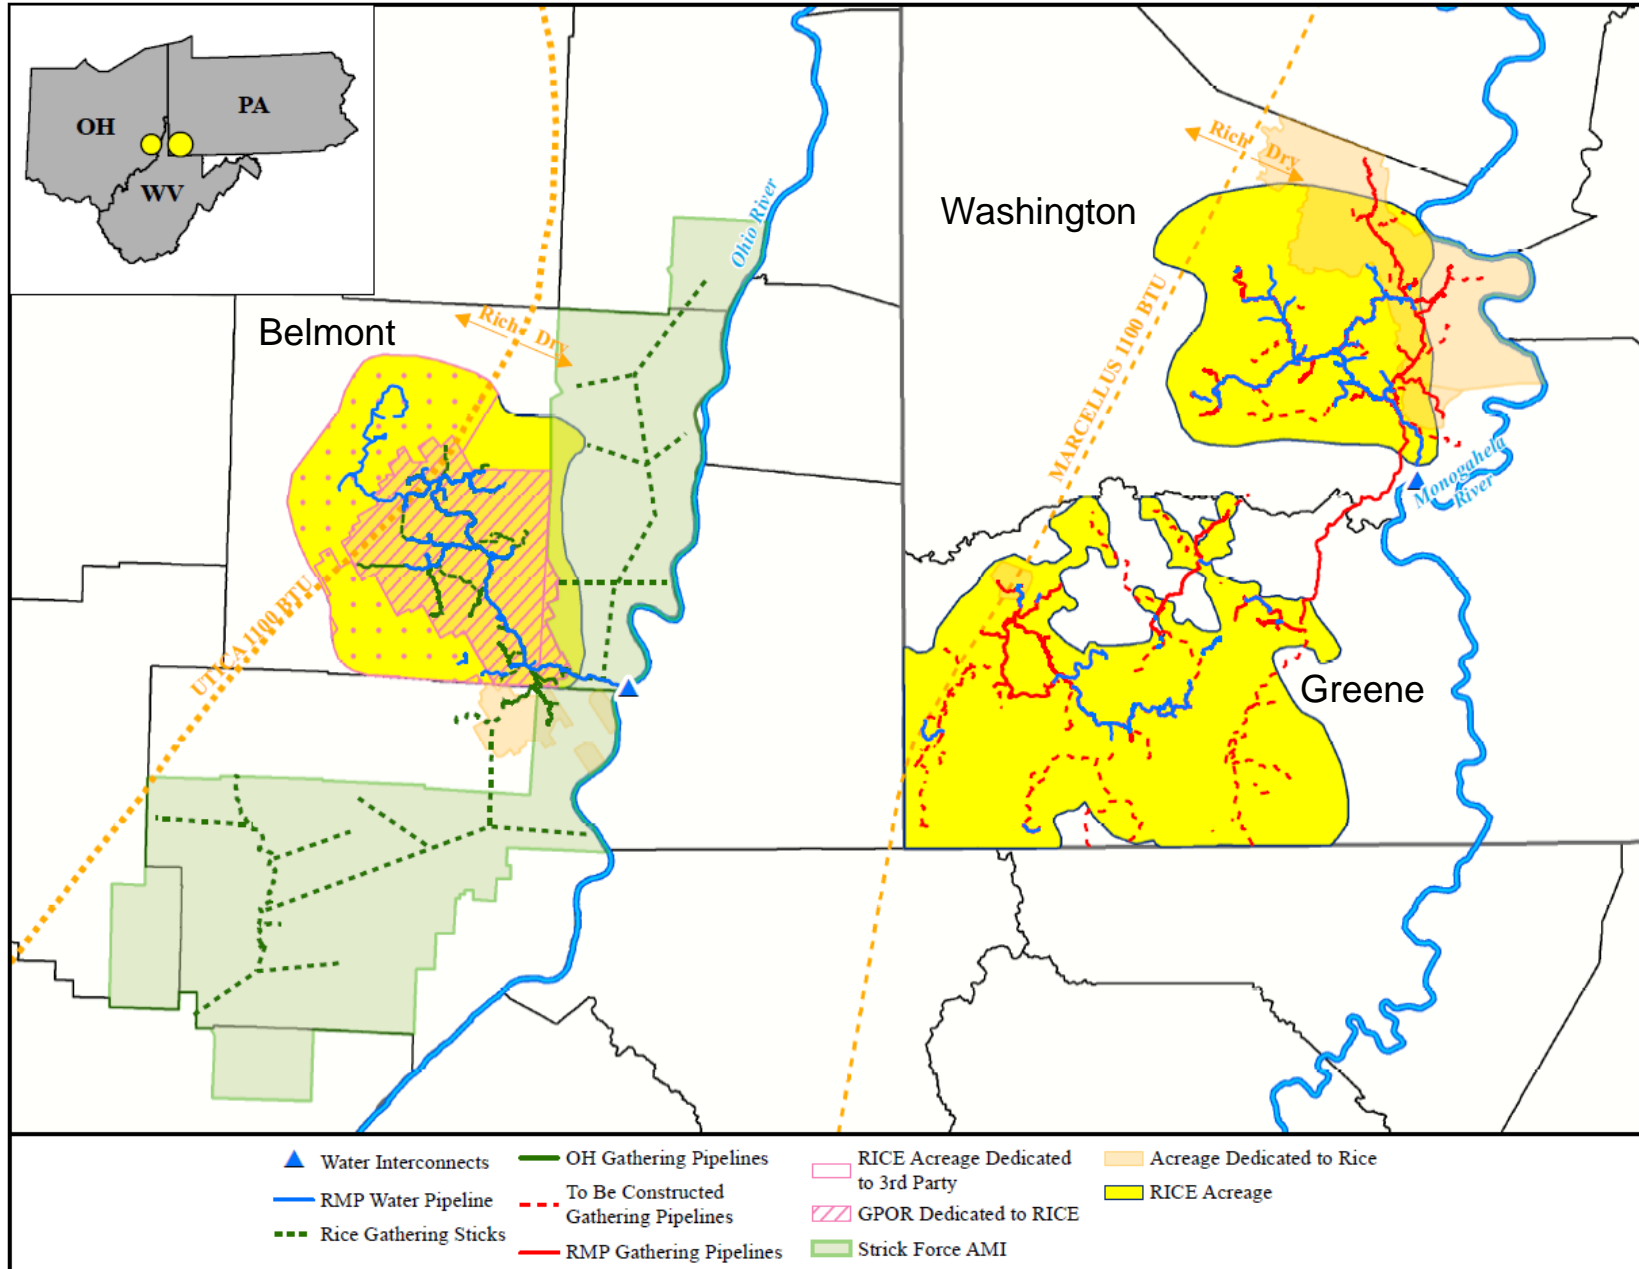 OH
PA
WV
Ohio River
Rich
Dry
Belmont
UTICA 1100 BTU
Rich
Dry
Washington
MARCELLUS 1100 BTU
Monogahela
River
Greene
Water Interconnects
RMP Water Pipeline
Rice Gathering Sticks
OH Gathering Pipelines
To Be Constructed
Gathering Pipelines
RMP Gathering Pipelines
RICE Acreage Dedicated
to 3rd Party
GPOR Dedicated to RICE
Strick Force AMI
Acreage Dedicated to Rice
RICE Acreage